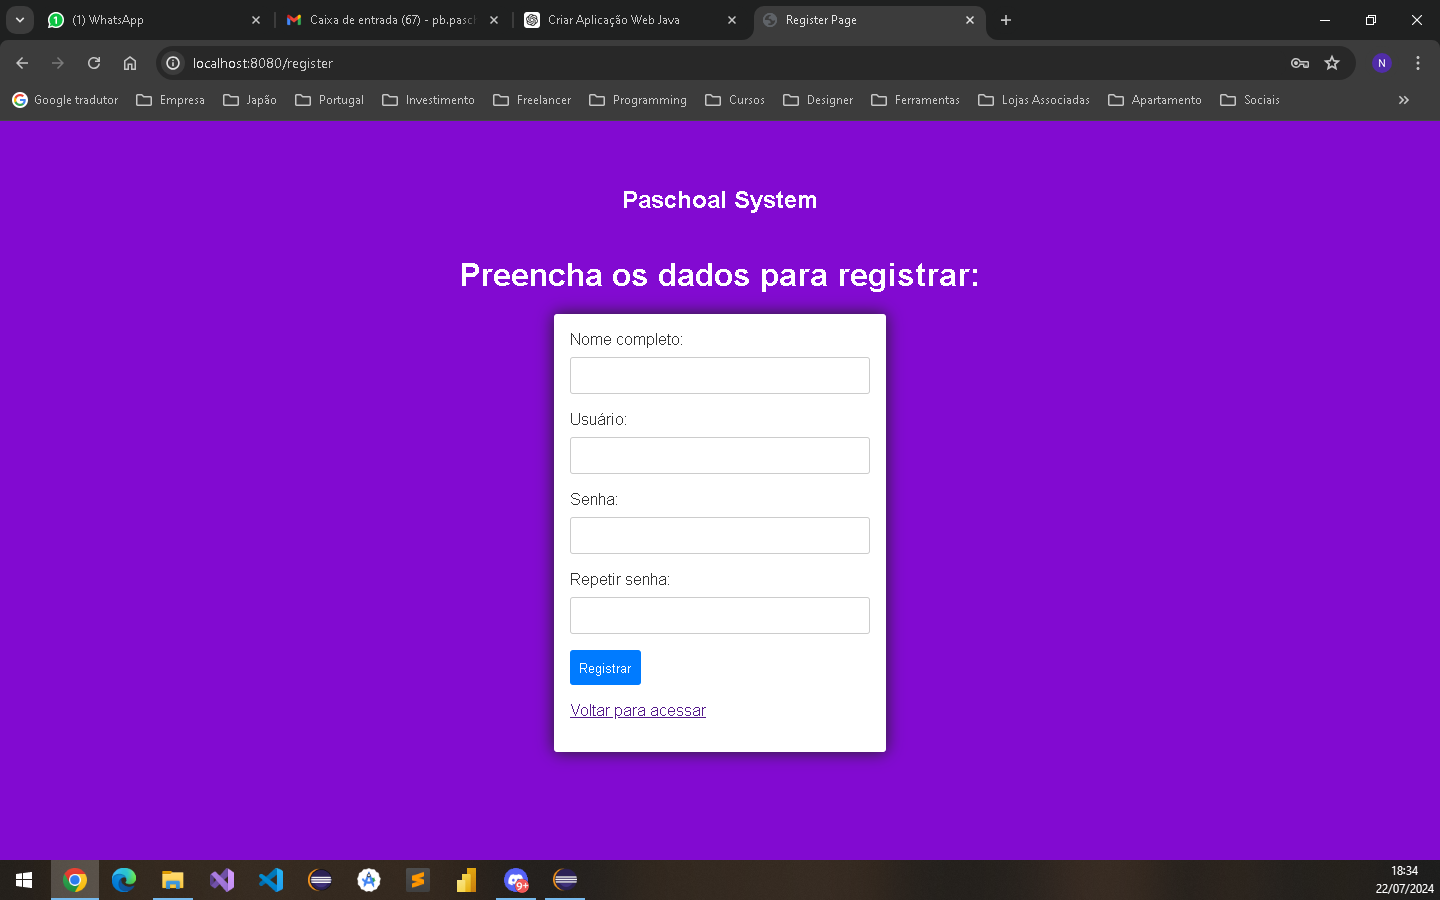 1
(1) WhatsApp
Caixa de entrada (67) - pb.pasch
Criar Aplicação Web Java
Register Page
localhost:8080/register
N
Google tradutor
Empresa
Japão
Portugal
Investimento
Freelancer
Programming
Cursos
Designer
Ferramentas
Lojas Associadas
Apartamento
Sociais
Paschoal System
Preencha os dados para registrar:
Nome completo:
Usuário:
Senha:
Repetir senha:
Registrar
Voltar para acessar
9+
18:34
22/07/2024